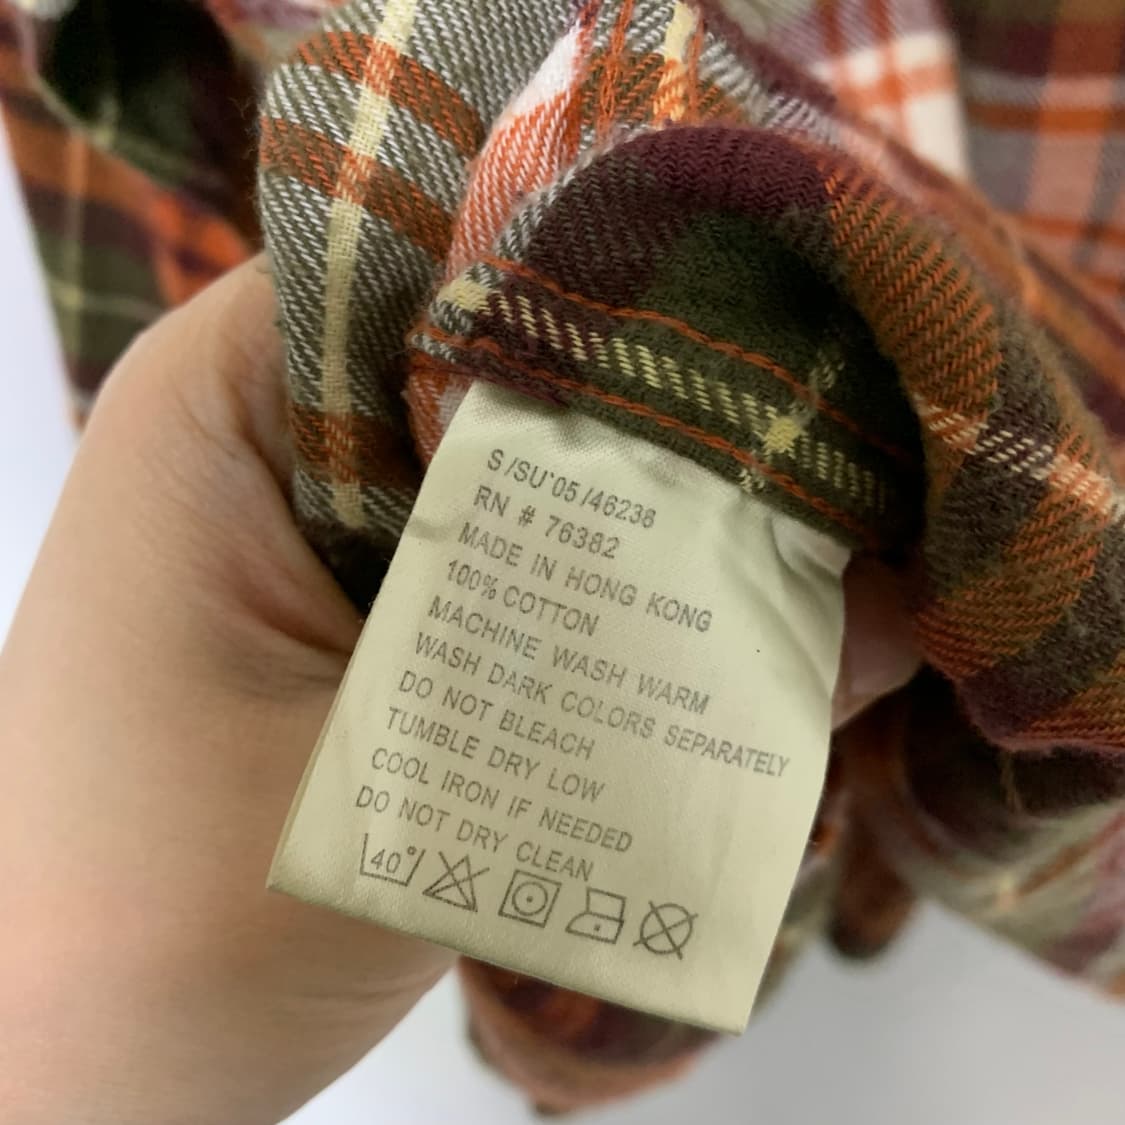 S/SU'05/46238
RN # 76382
MADE IN HONG KONG
100% COTTON
MACHINE WASH WARM
WASH DARK COLORS SEPARATELY
DO NOT BLEACH
TUMBLE DRY LOW
COOL IRON IF NEEDED
DO NOT DRY CLEAN
40°